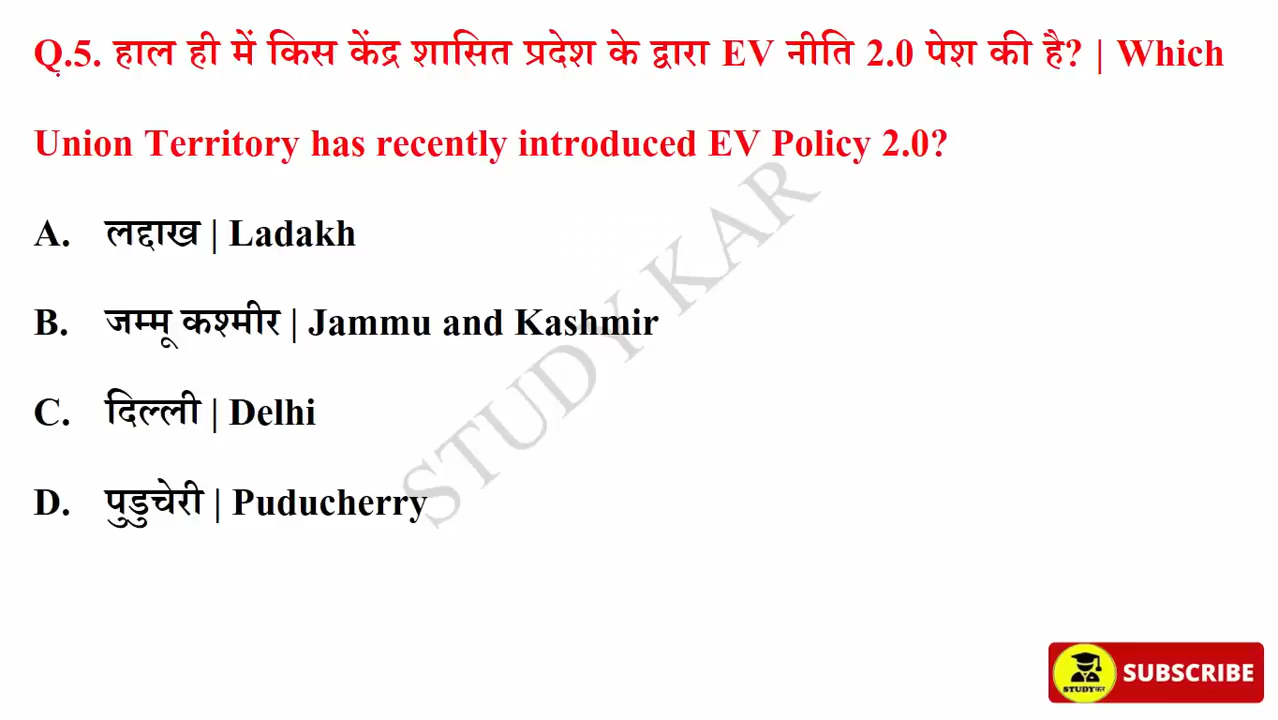 Q.5. हाल ही में किस केंद्र शासित प्रदेश के द्वारा EV नीति 2.0 पेश की है? | Which
Union Territory has recently introduced EV Policy 2.0?
A. लद्दाख | Ladakh
B. जम्मू कश्मीर | Jammu and Kashmir
C. दिल्ली | Delhi
D. पुडुचेरी | Puducherry
STUDY KAR
STUDYकर
SUBSCRIBE